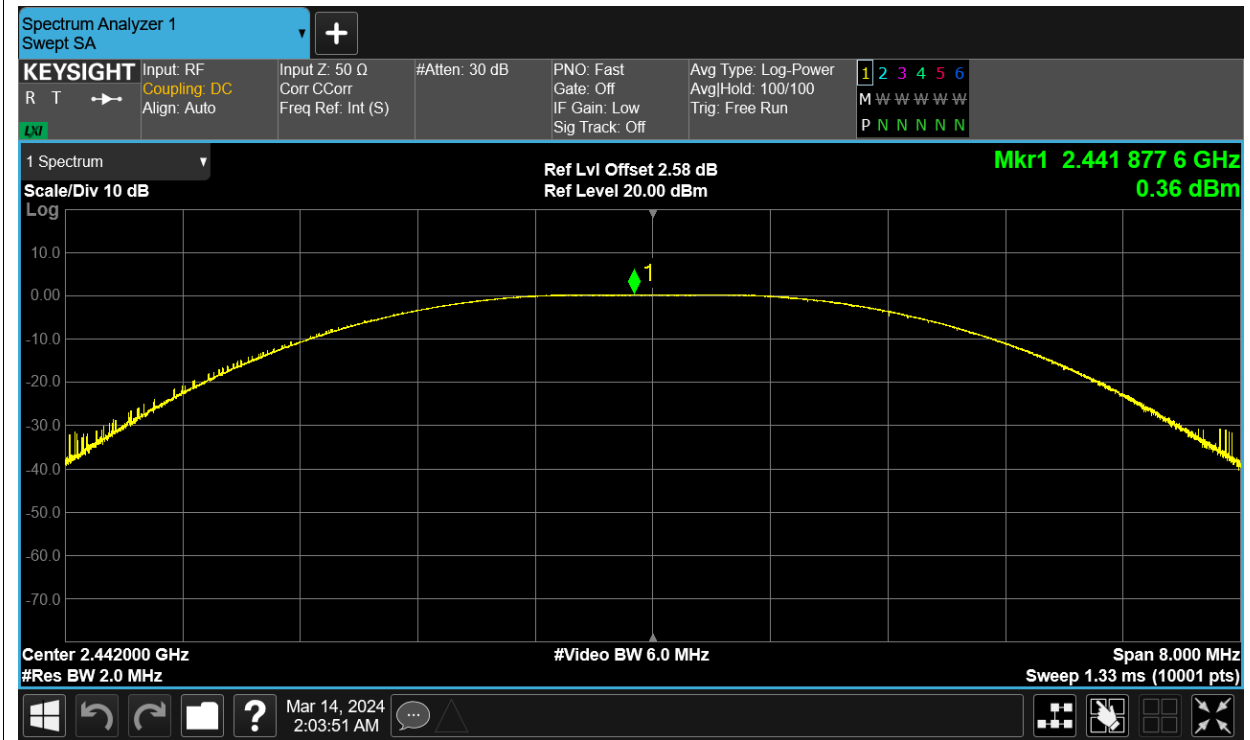 Spectrum Analyzer 1
Swept SA
+
KEYSIGHT
R T
LXI
Input: RF
Coupling: DC
Align: Auto
Input Z: 50 Ω
Corr CCorr
Freq Ref: Int (S)
#Atten: 30 dB
PNO: Fast
Gate: Off
IF Gain: Low
Sig Track: Off
Avg Type: Log-Power
Avg|Hold: 100/100
Trig: Free Run
1 2 3 4 5 6
M W W W W W
P N N N N N
1 Spectrum
Scale/Div 10 dB
Log
Ref Lvl Offset 2.58 dB
Ref Level 20.00 dBm
Mkr1 2.441 877 6 GHz
0.36 dBm
10.0
0.00
-10.0
-20.0
-30.0
-40.0
-50.0
-60.0
-70.0
1
Center 2.442000 GHz
#Res BW 2.0 MHz
#Video BW 6.0 MHz
Span 8.000 MHz
Sweep 1.33 ms (10001 pts)
?
Mar 14, 2024
2:03:51 AM